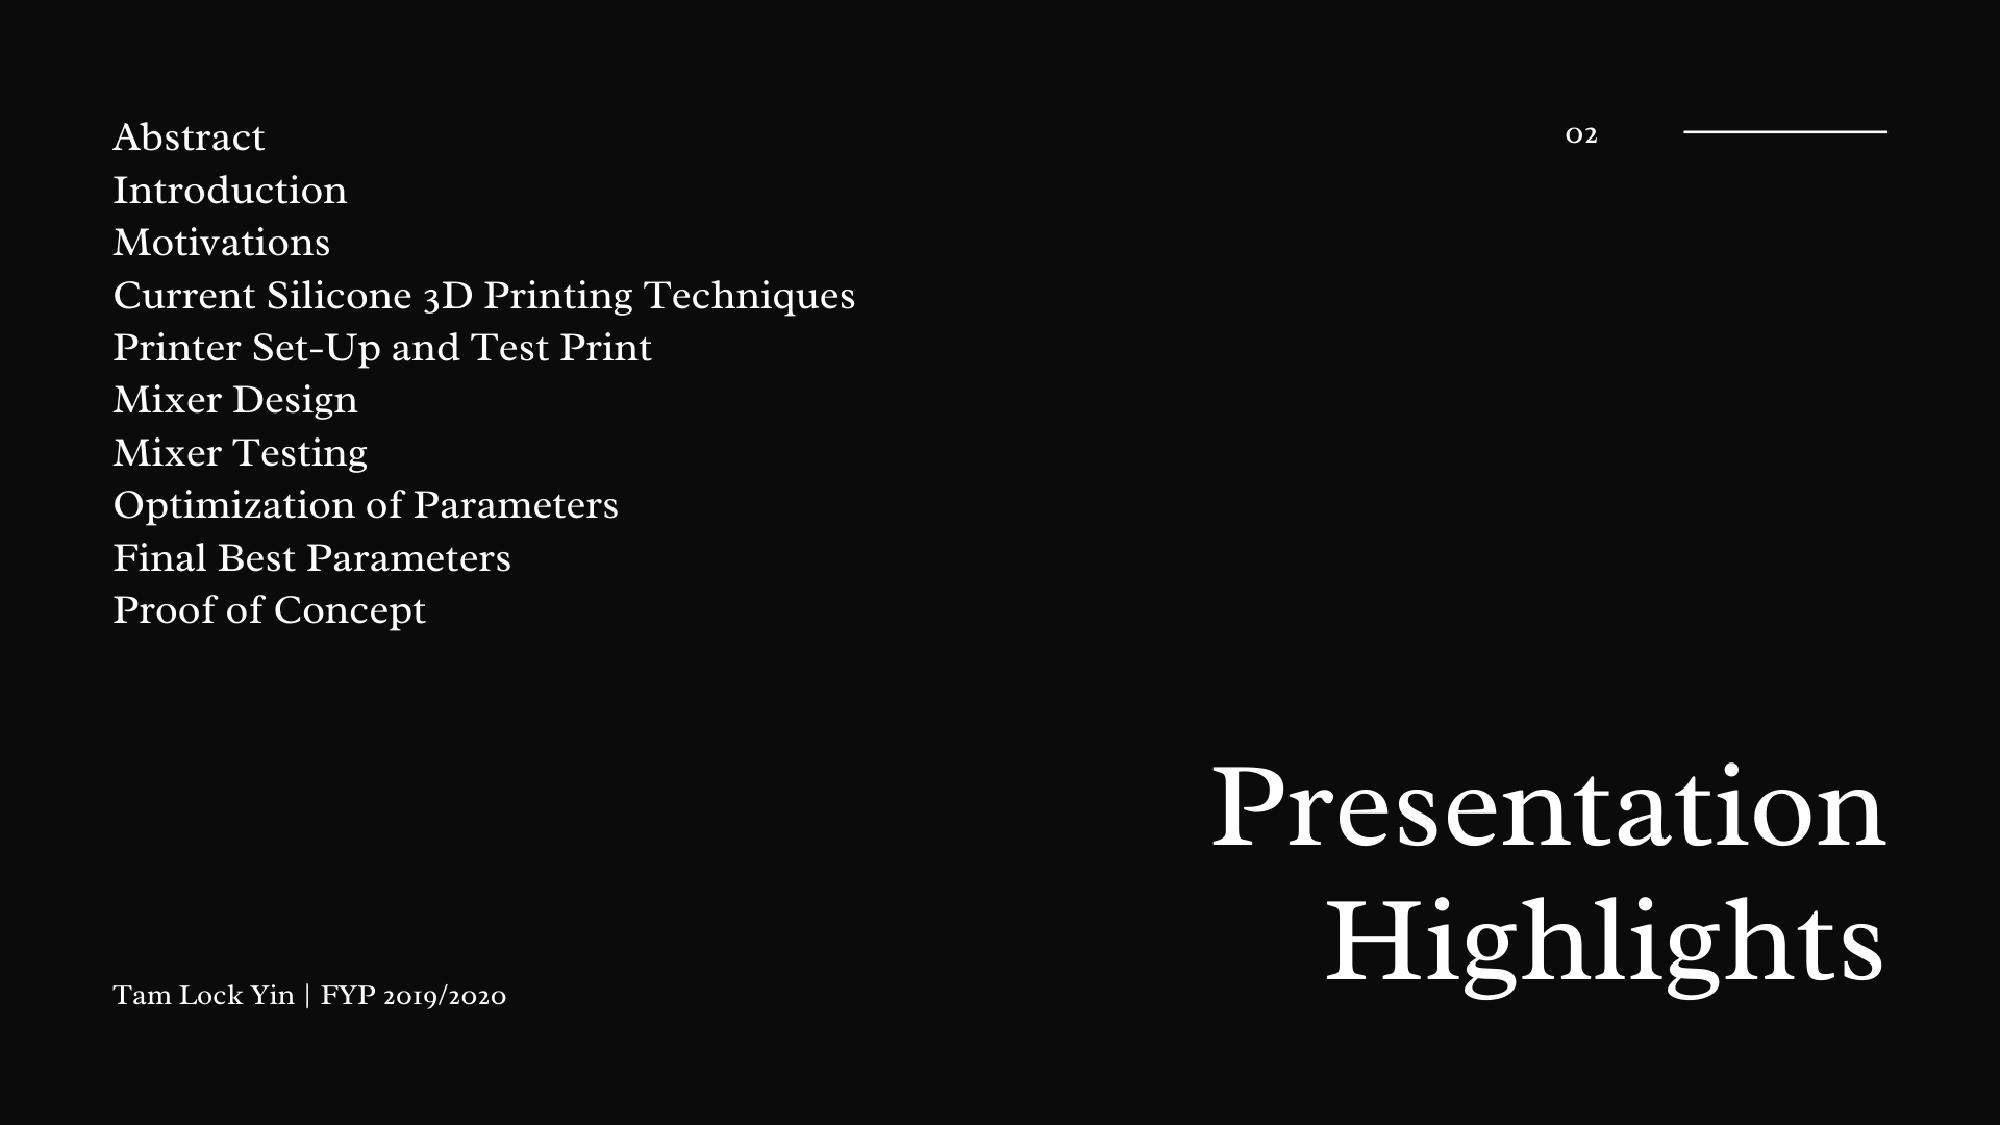 Abstract
Introduction
Motivations
Current Silicone 3D Printing Techniques
Printer Set-Up and Test Print
Mixer Design
Mixer Testing
Optimization of Parameters
Final Best Parameters
Proof of Concept
02
Presentation
Highlights
Tam Lock Yin | FYP 2019/2020